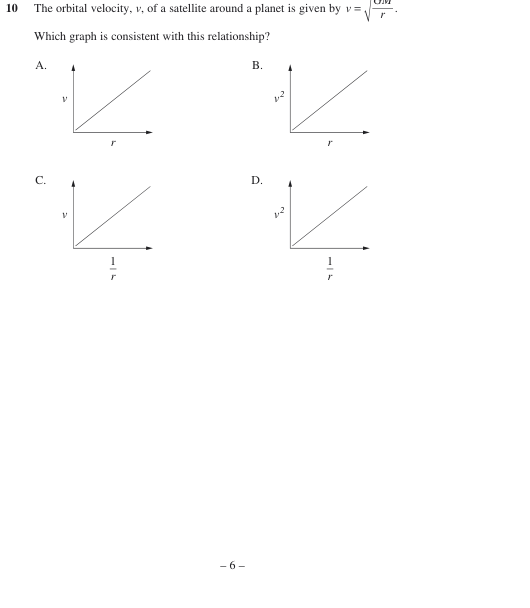 10 The orbital velocity, v, of a satellite around a planet is given by v = √(GM/r).
Which graph is consistent with this relationship?
A.
v
r
B.
v²
r
C.
v
1/r
D.
v²
1/r
– 6 –